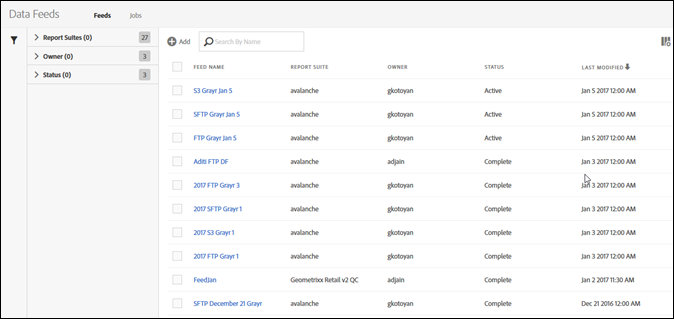 Data Feeds Feeds Jobs
Report Suites (0) 27
Owner (0) 3
Status (0) 3
Add Search By Name
FEED NAME REPORT SUITE OWNER STATUS LAST MODIFIED
S3 Grayr Jan 5 avalanche gkotoyan Active Jan 5 2017 12:00 AM
SFTP Grayr Jan 5 avalanche gkotoyan Active Jan 5 2017 12:00 AM
FTP Grayr Jan 5 avalanche gkotoyan Active Jan 5 2017 12:00 AM
Aditi FTP DF avalanche adjain Complete Jan 3 2017 12:00 AM
2017 FTP Grayr 3 avalanche gkotoyan Complete Jan 3 2017 12:00 AM
2017 SFTP Grayr 1 avalanche gkotoyan Complete Jan 3 2017 12:00 AM
2017 S3 Grayr 1 avalanche gkotoyan Complete Jan 3 2017 12:00 AM
2017 FTP Grayr 1 avalanche gkotoyan Complete Jan 3 2017 12:00 AM
FeedJan Geometrixx Retail v2 QC adjain Complete Jan 2 2017 11:30 AM
SFTP December 21 Grayr avalanche gkotoyan Complete Dec 21 2016 12:00 AM